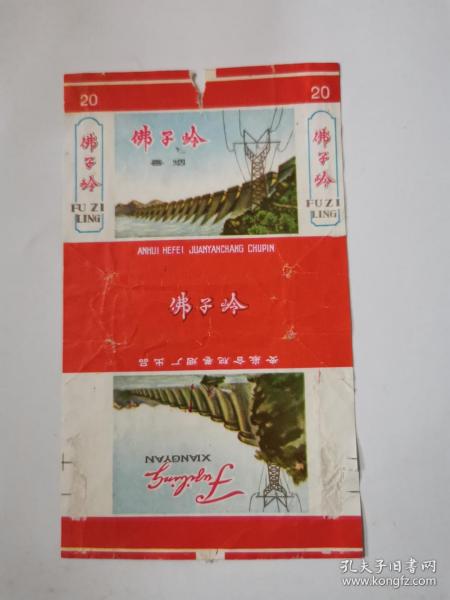 20
20
佛子岭
FU ZI
LING
佛子岭
香烟
佛子岭
FU ZI
LING
ANHUI HEFEI JUANYANCHANG CHUPIN
佛子岭
安徽合肥卷烟厂出品
Fuziling
XIANGYAN
孔夫子旧书网
www.kongfz.com